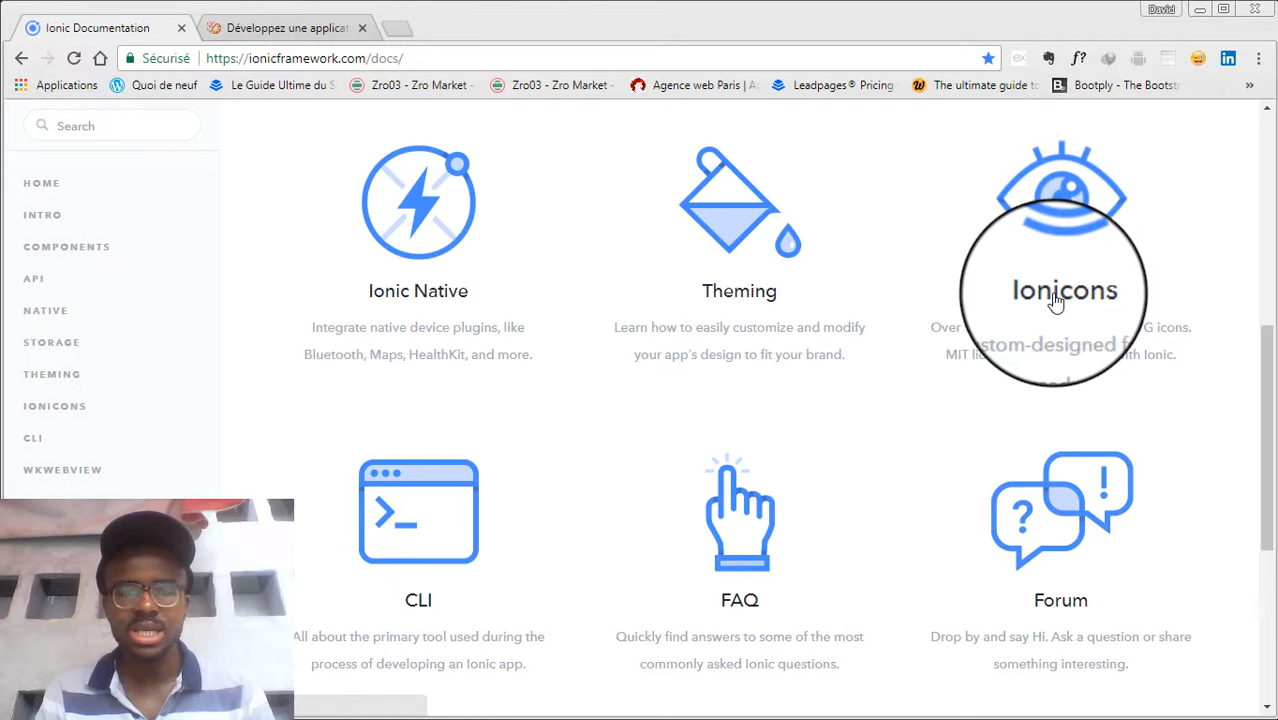 David
Ionic Documentation
Développez une applicat
Sécurisé
https://ionicframework.com/docs/
ex
f?
in
Applications
Quoi de neuf
Le Guide Ultime du S
Zro03 – Zro Market -
Zro03 – Zro Market -
Agence web Paris | A
Leadpages® Pricing
The ultimate guide to
B
Bootply - The Bootstr
»
Search
HOME
INTRO
COMPONENTS
API
NATIVE
STORAGE
THEMING
IONICONS
CLI
WKWEBVIEW
Ionic Native
Integrate native device plugins, like
Bluetooth, Maps, HealthKit, and more.
Theming
Learn how to easily customize and modify
your app's design to fit your brand.
Ionicons
Over G icons.
stom-designed f
MIT lic with Ionic.
CLI
All about the primary tool used during the
process of developing an Ionic app.
FAQ
Quickly find answers to some of the most
commonly asked Ionic questions.
? !
Forum
Drop by and say Hi. Ask a question or share
something interesting.